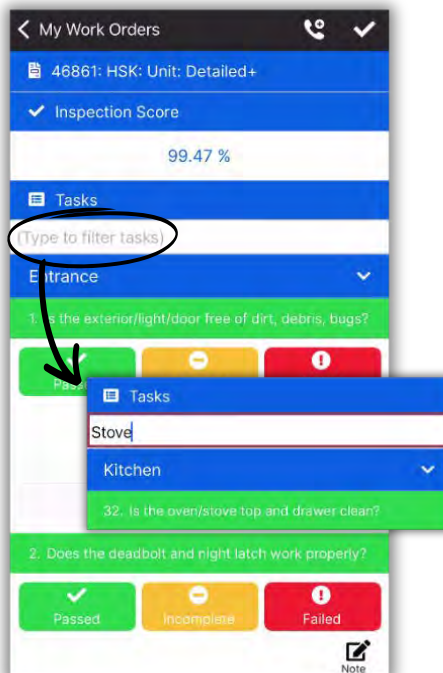 My Work Orders
46861: HSK: Unit: Detailed+
Inspection Score
99.47 %
Tasks
(Type to filter tasks)
Entrance
1. Is the exterior/light/door free of dirt, debris, bugs?
Tasks
Stove
Kitchen
32. Is the oven/stove top and drawer clean?
2. Does the deadbolt and night latch work properly?
Passed
Incomplete
Failed
Note